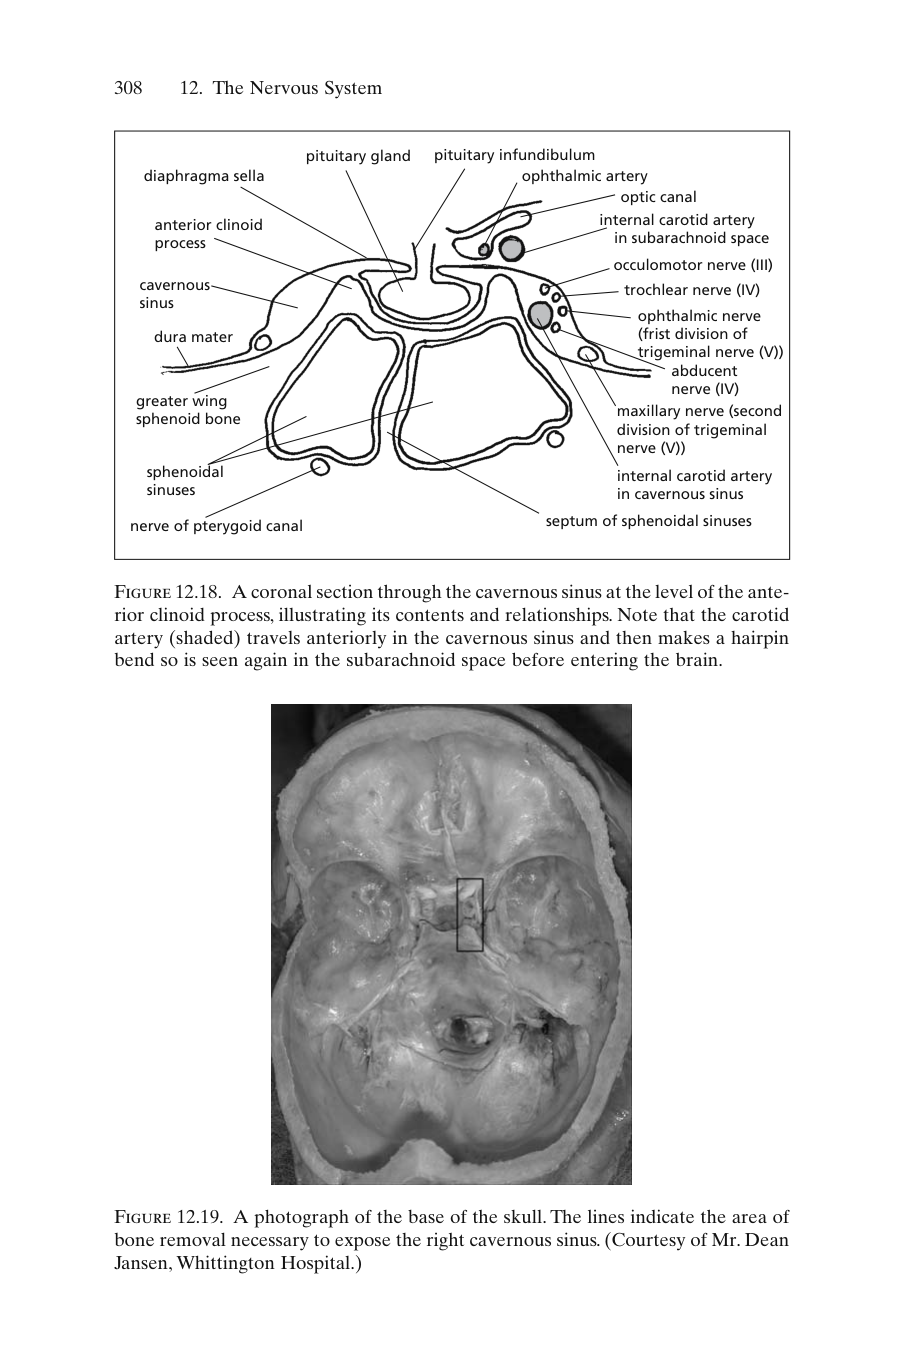 308 12. The Nervous System
pituitary gland
pituitary infundibulum
diaphragma sella
ophthalmic artery
optic canal
anterior clinoid
process
internal carotid artery
in subarachnoid space
occulomotor nerve (III)
cavernous
sinus
trochlear nerve (IV)
dura mater
ophthalmic nerve
(frist division of
trigeminal nerve (V))
abducent
nerve (IV)
greater wing
sphenoid bone
maxillary nerve (second
division of trigeminal
nerve (V))
sphenoidal
sinuses
internal carotid artery
in cavernous sinus
nerve of pterygoid canal
septum of sphenoidal sinuses
FIGURE 12.18. A coronal section through the cavernous sinus at the level of the ante-
rior clinoid process, illustrating its contents and relationships. Note that the carotid
artery (shaded) travels anteriorly in the cavernous sinus and then makes a hairpin
bend so is seen again in the subarachnoid space before entering the brain.
FIGURE 12.19. A photograph of the base of the skull. The lines indicate the area of
bone removal necessary to expose the right cavernous sinus. (Courtesy of Mr. Dean
Jansen, Whittington Hospital.)